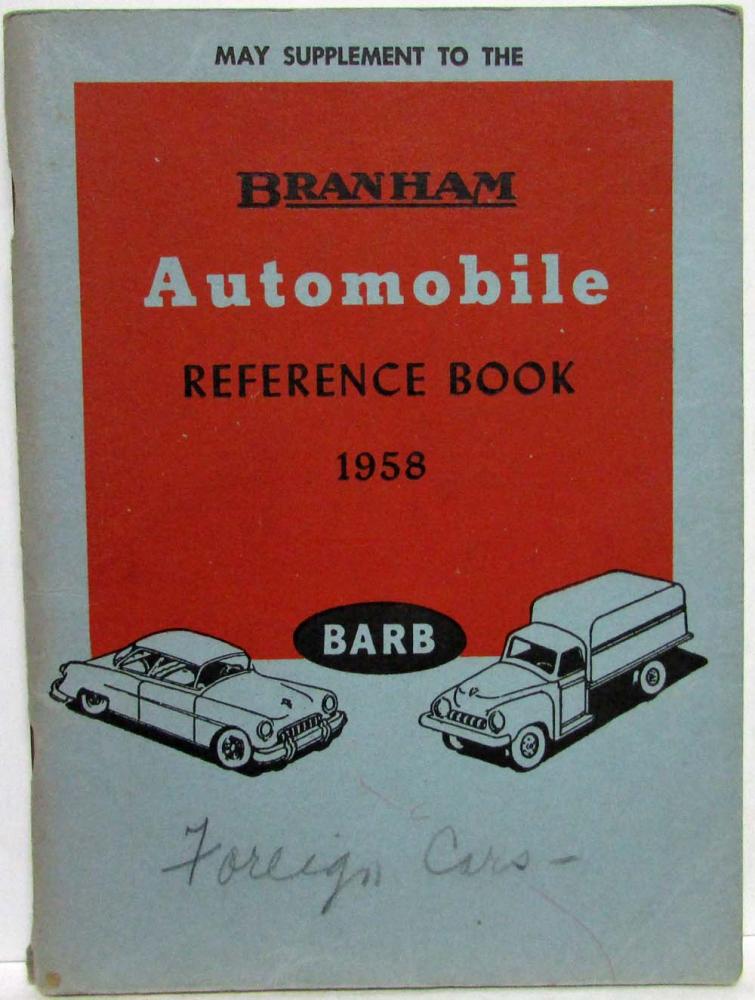 MAY SUPPLEMENT TO THE
BRANHAM
Automobile
REFERENCE BOOK
1958
BARB
Foreign Cars-